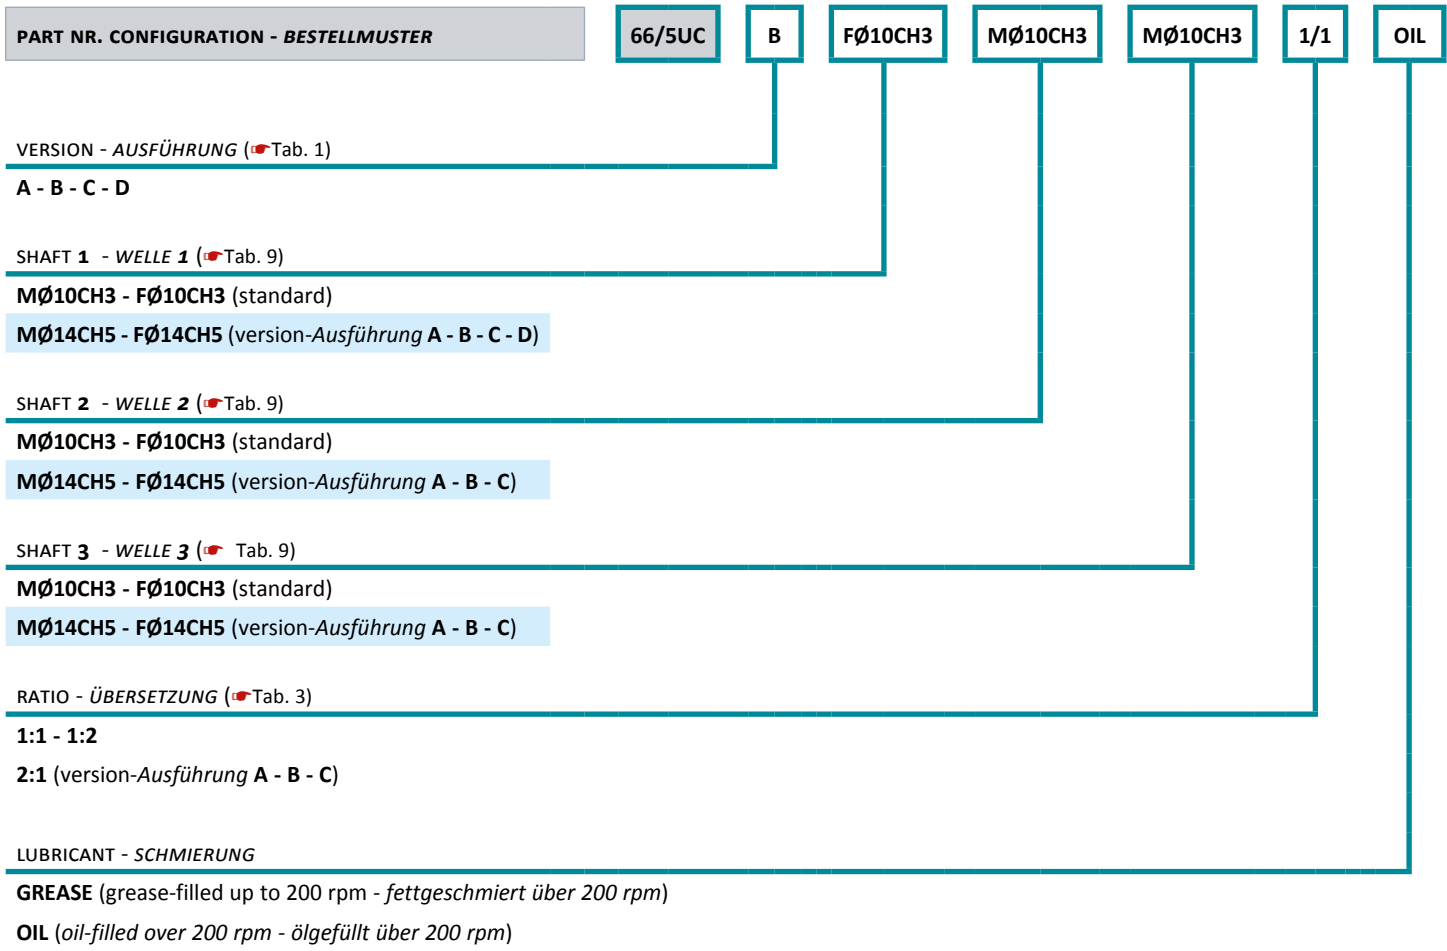 PART NR. CONFIGURATION - BESTELLMUSTER 66/5UC B FØ10CH3 MØ10CH3 MØ10CH3 1/1 OIL
VERSION - AUSFÜHRUNG (☛Tab. 1)
A - B - C - D
SHAFT 1 - WELLE 1 (☛Tab. 9)
MØ10CH3 - FØ10CH3 (standard)
MØ14CH5 - FØ14CH5 (version-Ausführung A - B - C - D)
SHAFT 2 - WELLE 2 (☛Tab. 9)
MØ10CH3 - FØ10CH3 (standard)
MØ14CH5 - FØ14CH5 (version-Ausführung A - B - C)
SHAFT 3 - WELLE 3 (☛ Tab. 9)
MØ10CH3 - FØ10CH3 (standard)
MØ14CH5 - FØ14CH5 (version-Ausführung A - B - C)
RATIO - ÜBERSETZUNG (☛Tab. 3)
1:1 - 1:2
2:1 (version-Ausführung A - B - C)
LUBRICANT - SCHMIERUNG
GREASE (grease-filled up to 200 rpm - fettgeschmiert über 200 rpm)
OIL (oil-filled over 200 rpm - ölgefüllt über 200 rpm)